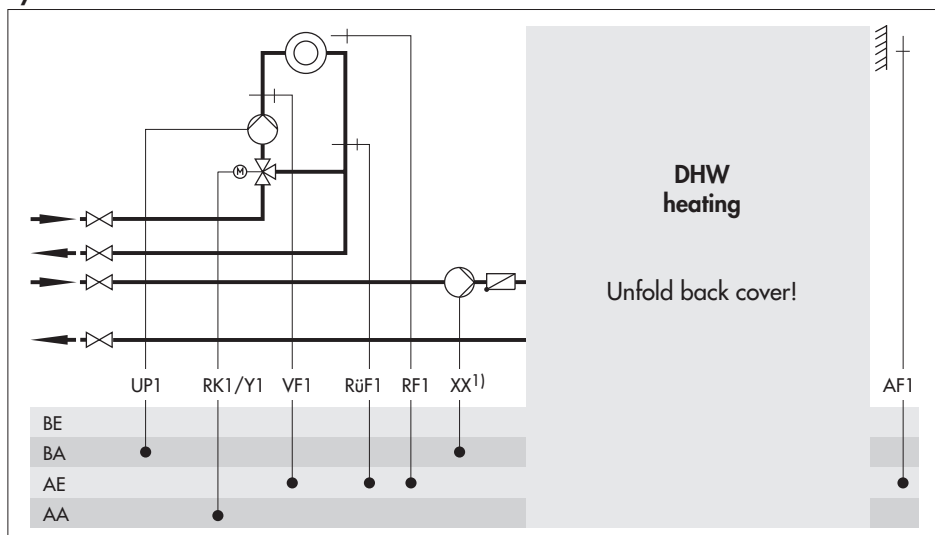 M
DHW
heating
Unfold back cover!
UP1 RK1/Y1 VF1 RüF1 RF1 XX1) AF1
BE
BA
AE
AA